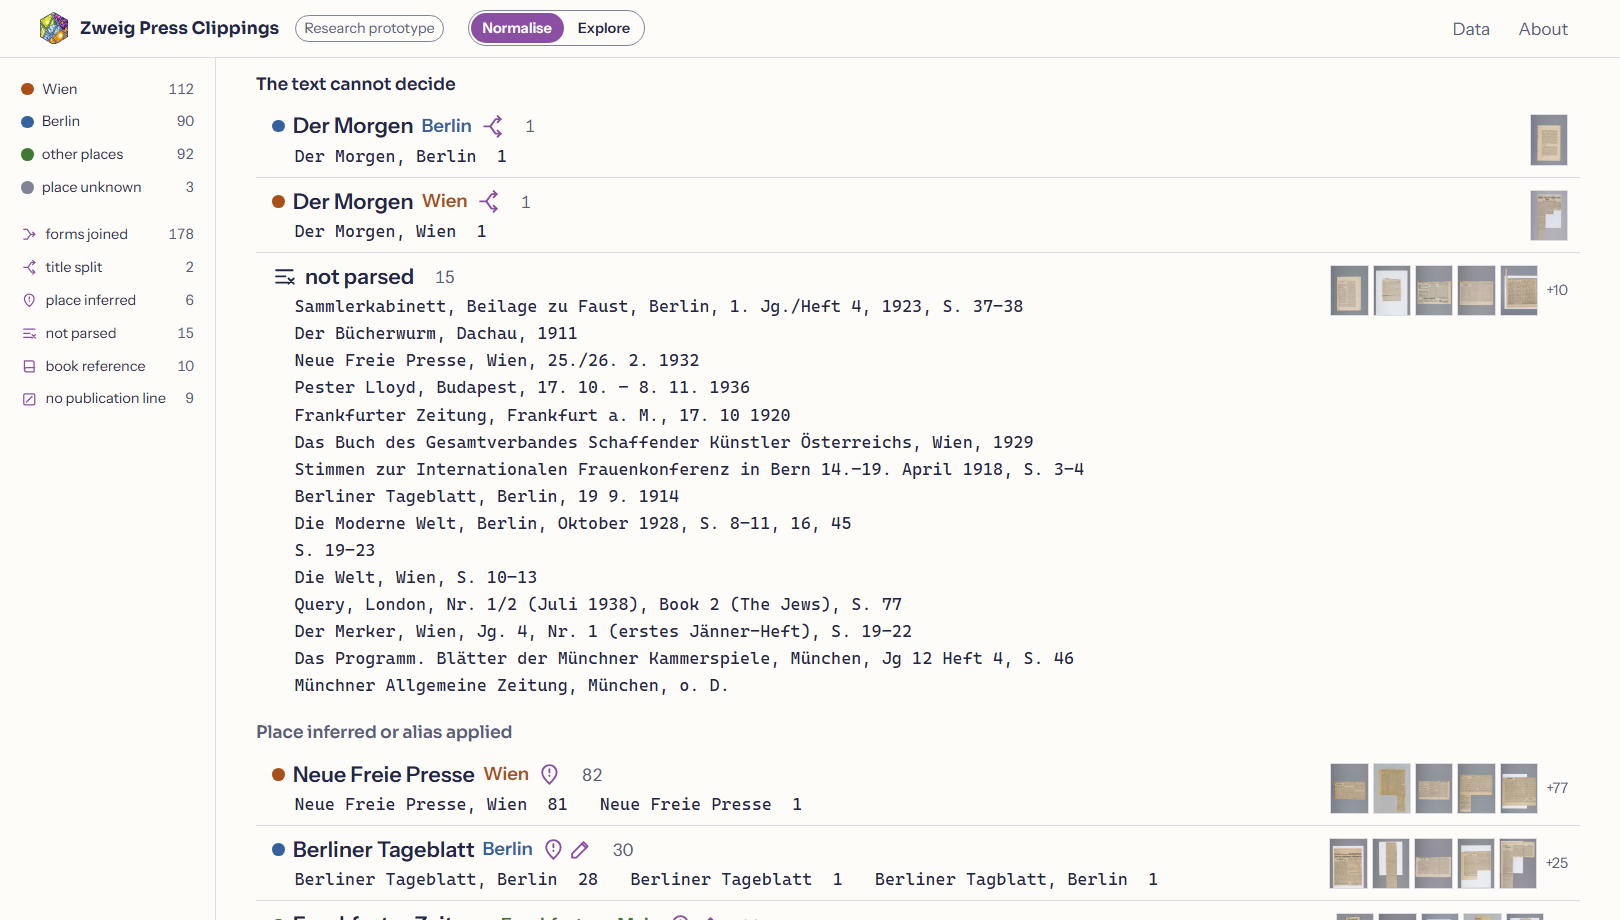 Zweig Press Clippings Research prototype Normalise Explore Data About
Wien 112
Berlin 90
other places 92
place unknown 3
forms joined 178
title split 2
place inferred 6
not parsed 15
book reference 10
no publication line 9
The text cannot decide
Der Morgen Berlin 1
Der Morgen, Berlin 1
Der Morgen Wien 1
Der Morgen, Wien 1
not parsed 15
+10
Sammlerkabinett, Beilage zu Faust, Berlin, 1. Jg./Heft 4, 1923, S. 37–38
Der Bücherwurm, Dachau, 1911
Neue Freie Presse, Wien, 25./26. 2. 1932
Pester Lloyd, Budapest, 17. 10. – 8. 11. 1936
Frankfurter Zeitung, Frankfurt a. M., 17. 10 1920
Das Buch des Gesamtverbandes Schaffender Künstler Österreichs, Wien, 1929
Stimmen zur Internationalen Frauenkonferenz in Bern 14.–19. April 1918, S. 3–4
Berliner Tageblatt, Berlin, 19 9. 1914
Die Moderne Welt, Berlin, Oktober 1928, S. 8–11, 16, 45
S. 19–23
Die Welt, Wien, S. 10–13
Query, London, Nr. 1/2 (Juli 1938), Book 2 (The Jews), S. 77
Der Merker, Wien, Jg. 4, Nr. 1 (erstes Jänner-Heft), S. 19–22
Das Programm. Blätter der Münchner Kammerspiele, München, Jg 12 Heft 4, S. 46
Münchner Allgemeine Zeitung, München, o. D.
Place inferred or alias applied
Neue Freie Presse Wien 82
+77
Neue Freie Presse, Wien 81 Neue Freie Presse 1
Berliner Tageblatt Berlin 30
+25
Berliner Tageblatt, Berlin 28 Berliner Tageblatt 1 Berliner Tagblatt, Berlin 1